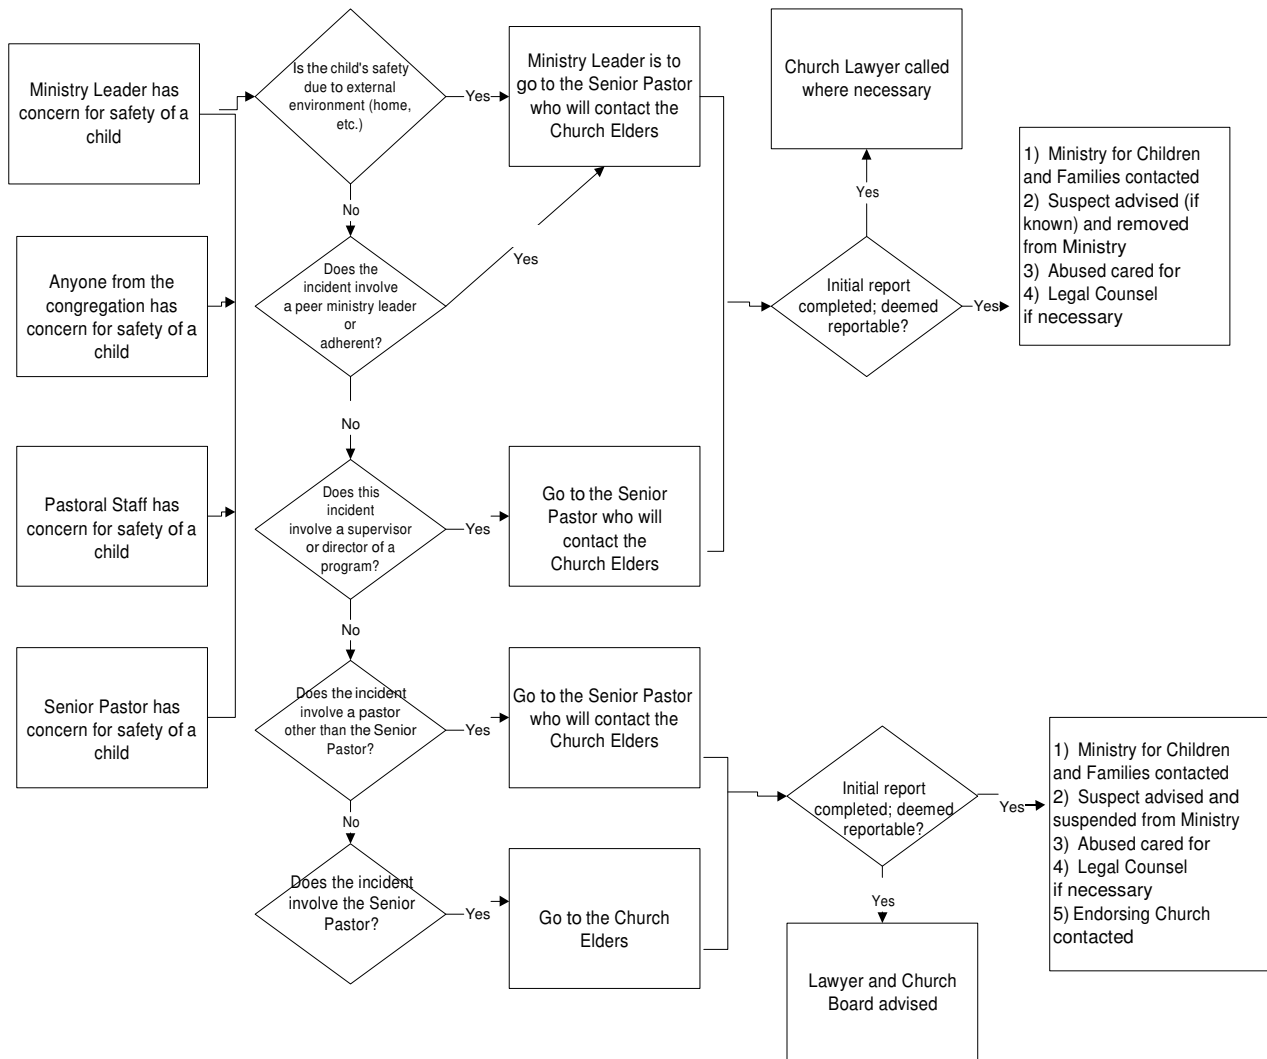 Ministry Leader has
concern for safety of a
child
Is the child's safety
due to external
environment (home,
etc.)
Yes
Ministry Leader is to
go to the Senior Pastor
who will contact the
Church Elders
Church Lawyer called
where necessary
Yes
1) Ministry for Children
and Families contacted
2) Suspect advised (if
known) and removed
from Ministry
3) Abused cared for
4) Legal Counsel
if necessary
No
Anyone from the
congregation has
concern for safety of a
child
Does the
incident involve
a peer ministry leader
or
adherent?
Yes
Initial report
completed; deemed
reportable?
Yes
No
Pastoral Staff has
concern for safety of a
child
Does this
incident
involve a supervisor
or director of a
program?
Yes
Go to the Senior
Pastor who will
contact the
Church Elders
No
Senior Pastor has
concern for safety of a
child
Does the incident
involve a pastor
other than the Senior
Pastor?
Yes
Go to the Senior Pastor
who will contact the
Church Elders
No
Initial report
completed; deemed
reportable?
Yes
1) Ministry for Children
and Families contacted
2) Suspect advised and
suspended from Ministry
3) Abused cared for
4) Legal Counsel
if necessary
5) Endorsing Church
contacted
Does the incident
involve the Senior
Pastor?
Yes
Go to the Church
Elders
Yes
Lawyer and Church
Board advised